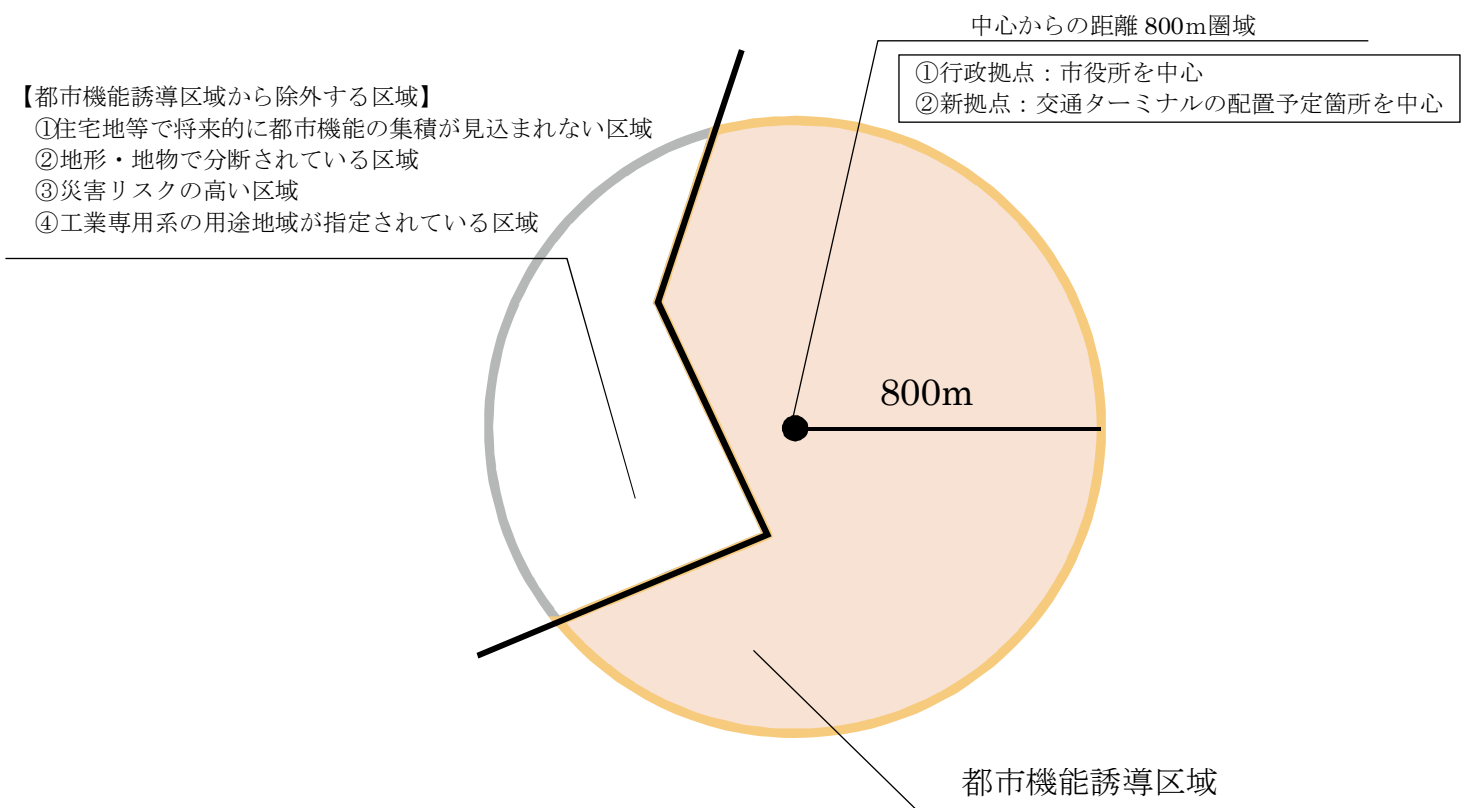 中心からの距離 800m圏域
①行政拠点：市役所を中心
②新拠点：交通ターミナルの配置予定箇所を中心
【都市機能誘導区域から除外する区域】
①住宅地等で将来的に都市機能の集積が見込まれない区域
②地形・地物で分断されている区域
③災害リスクの高い区域
④工業専用系の用途地域が指定されている区域
800m
都市機能誘導区域